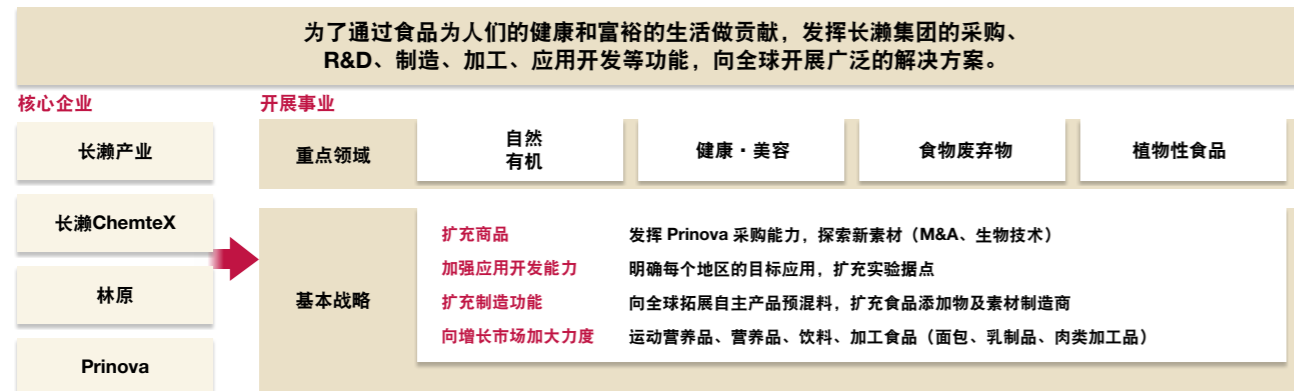 为了通过食品为人们的健康和富裕的生活做贡献，发挥长濑集团的采购、
R&D、制造、加工、应用开发等功能，向全球开展广泛的解决方案。
核心企业
长濑产业
长濑ChemteX
林原
Prinova
开展事业
重点领域
自然
有机
健康・美容
食物废弃物
植物性食品
基本战略
扩充商品 发挥 Prinova 采购能力，探索新素材（M&A、生物技术）
加强应用开发能力 明确每个地区的目标应用，扩充实验据点
扩充制造功能 向全球拓展自主产品预混料，扩充食品添加物及素材制造商
向增长市场加大力度 运动营养品、营养品、饮料、加工食品（面包、乳制品、肉类加工品）